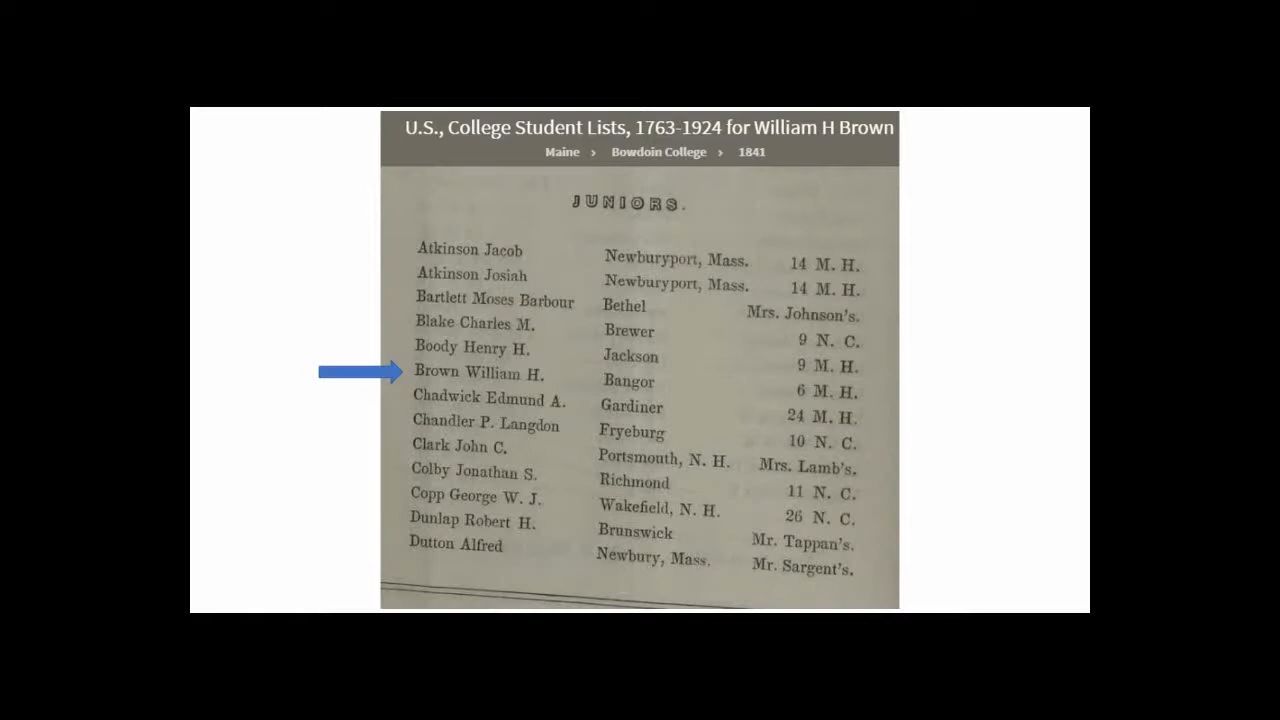 U.S., College Student Lists, 1763-1924 for William H Brown
Maine › Bowdoin College › 1841
JUNIORS.
Atkinson Jacob Newburyport, Mass. 14 M. H.
Atkinson Josiah Newburyport, Mass. 14 M. H.
Bartlett Moses Barbour Bethel Mrs. Johnson's.
Blake Charles M. Brewer 9 N. C.
Boody Henry H. Jackson 9 M. H.
Brown William H. Bangor 6 M. H.
Chadwick Edmund A. Gardiner 24 M. H.
Chandler P. Langdon Fryeburg 10 N. C.
Clark John C. Portsmouth, N. H. Mrs. Lamb's.
Colby Jonathan S. Richmond 11 N. C.
Copp George W. J. Wakefield, N. H. 26 N. C.
Dunlap Robert H. Brunswick Mr. Tappan's.
Dutton Alfred Newbury, Mass. Mr. Sargent's.